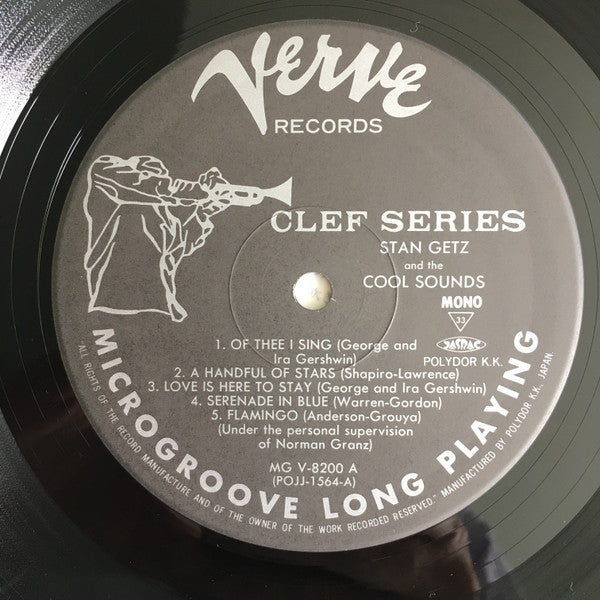 Verve
RECORDS
CLEF SERIES
STAN GETZ
and the
COOL SOUNDS
MONO
33
JASRAC
POLYDOR K.K.
1. OF THEE I SING (George and
Ira Gershwin)
2. A HANDFUL OF STARS (Shapiro-Lawrence)
3. LOVE IS HERE TO STAY (George and Ira Gershwin)
4. SERENADE IN BLUE (Warren-Gordon)
5. FLAMINGO (Anderson-Grouya)
(Under the personal supervision
of Norman Granz)
MG V-8200 A
(POJJ-1564-A)
MICROGROOVE LONG PLAYING
"ALL RIGHTS OF THE RECORD MANUFACTURE AND OF THE OWNER OF THE WORK RECORDED RESERVED." MANUFACTURED BY POLYDOR K.K. JAPAN.